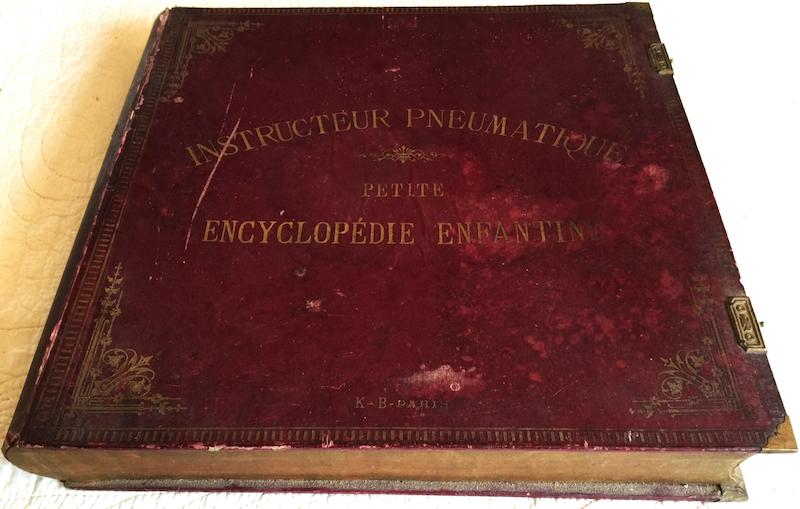 INSTRUCTEUR PNEUMATIQUE
PETITE
ENCYCLOPÉDIE ENFANTINE
K-B-PARIS